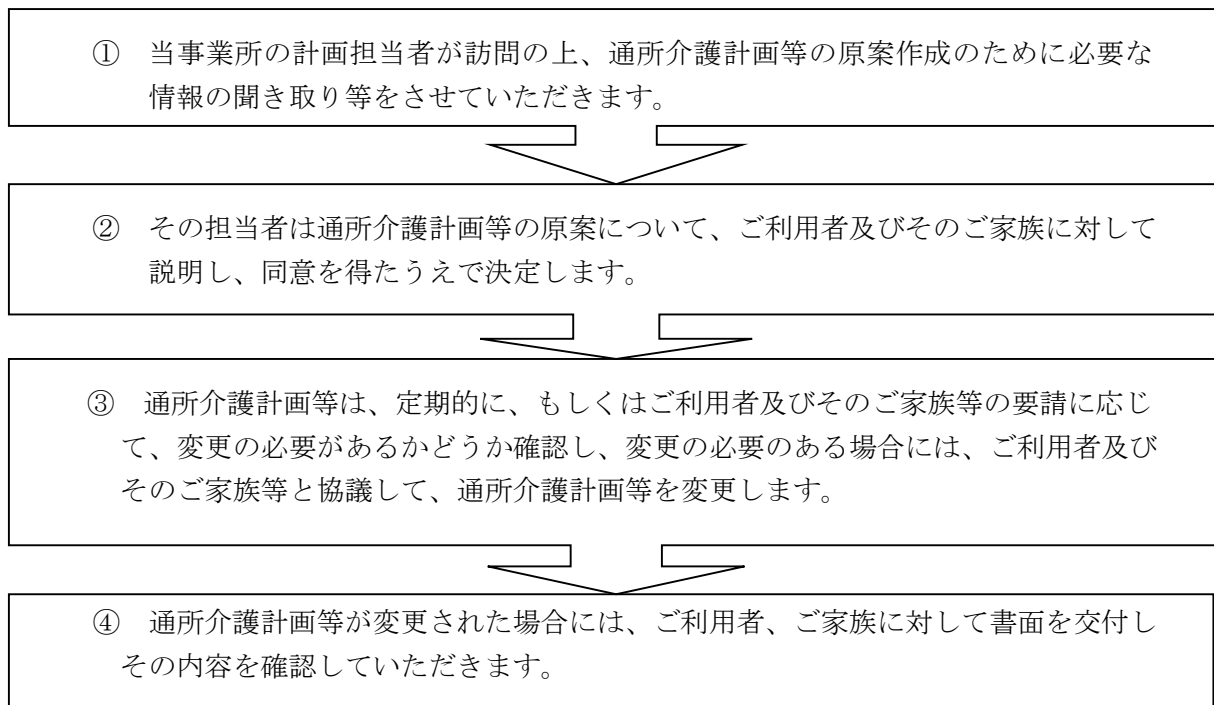 ①　当事業所の計画担当者が訪問の上、通所介護計画等の原案作成のために必要な
情報の聞き取り等をさせていただきます。
②　その担当者は通所介護計画等の原案について、ご利用者及びそのご家族に対して
説明し、同意を得たうえで決定します。
③　通所介護計画等は、定期的に、もしくはご利用者及びそのご家族等の要請に応じ
て、変更の必要があるかどうか確認し、変更の必要のある場合には、ご利用者及び
そのご家族等と協議して、通所介護計画等を変更します。
④　通所介護計画等が変更された場合には、ご利用者、ご家族に対して書面を交付し
その内容を確認していただきます。